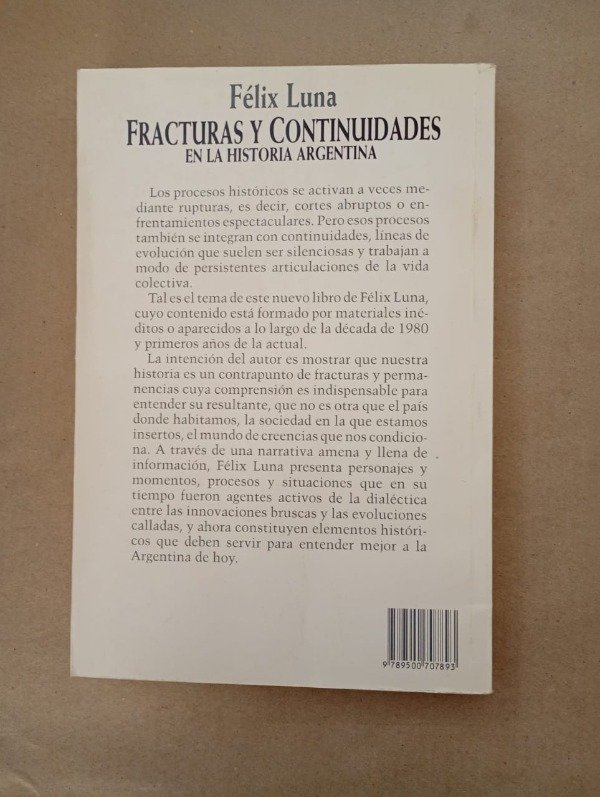 Félix Luna
FRACTURAS Y CONTINUIDADES
EN LA HISTORIA ARGENTINA
Los procesos históricos se activan a veces me-
diante rupturas, es decir, cortes abruptos o en-
frentamientos espectaculares. Pero esos procesos
también se integran con continuidades, líneas de
evolución que suelen ser silenciosas y trabajan a
modo de persistentes articulaciones de la vida
colectiva.
Tal es el tema de este nuevo libro de Félix Luna,
cuyo contenido está formado por materiales iné-
ditos o aparecidos a lo largo de la década de 1980
y primeros años de la actual.
La intención del autor es mostrar que nuestra
historia es un contrapunto de fracturas y perma-
nencias cuya comprensión es indispensable para
entender su resultante, que no es otra que el país
donde habitamos, la sociedad en la que estamos
insertos, el mundo de creencias que nos condicio-
na. A través de una narrativa amena y llena de
información, Félix Luna presenta personajes y
momentos, procesos y situaciones que en su
tiempo fueron agentes activos de la dialéctica
entre las innovaciones bruscas y las evoluciones
calladas, y ahora constituyen elementos históri-
cos que deben servir para entender mejor a la
Argentina de hoy.
9 789500 707893